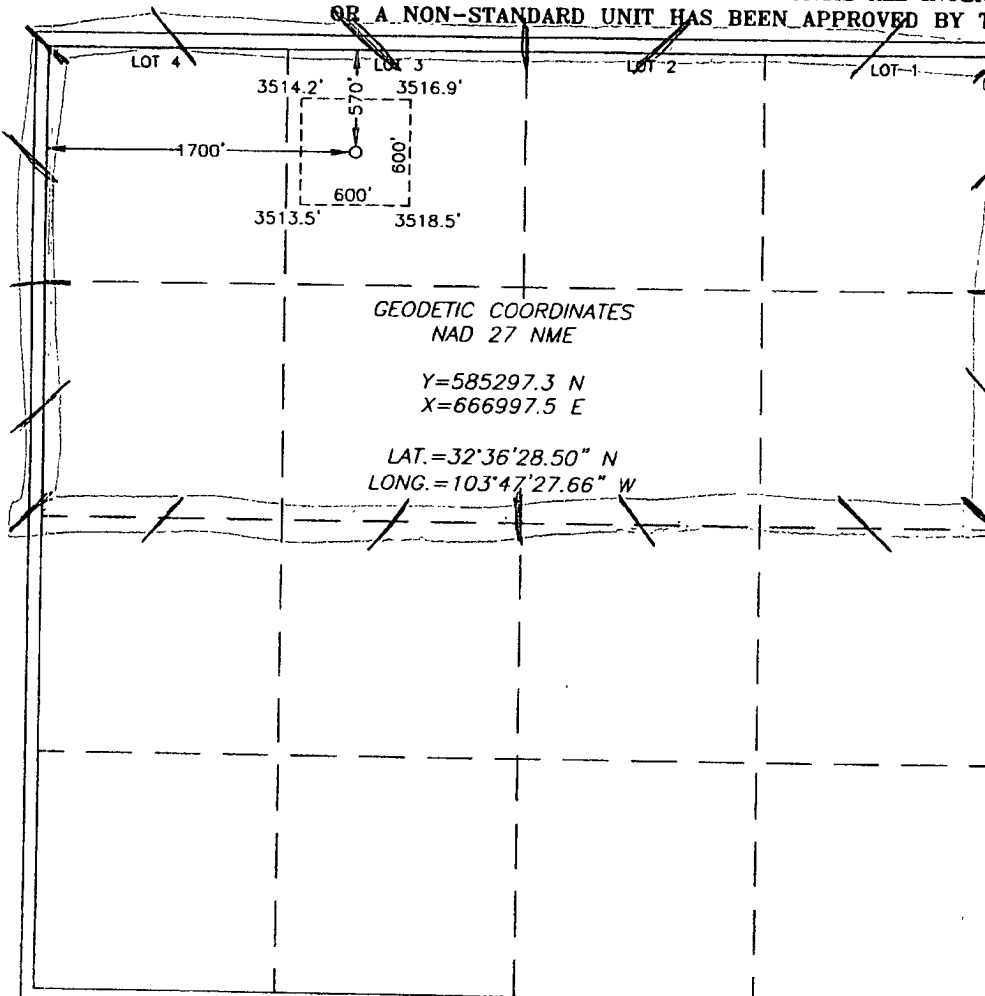 OR A NON-STANDARD UNIT HAS BEEN APPROVED BY
LOT 4
LOT 3
LOT 2
LOT 1
3514.2'
3516.9'
570'
1700'
600'
600'
3513.5'
3518.5'
GEODETIC COORDINATES
NAD 27 NME
Y=585297.3 N
X=666997.5 E
LAT.=32°36'28.50" N
LONG.=103°47'27.66" W